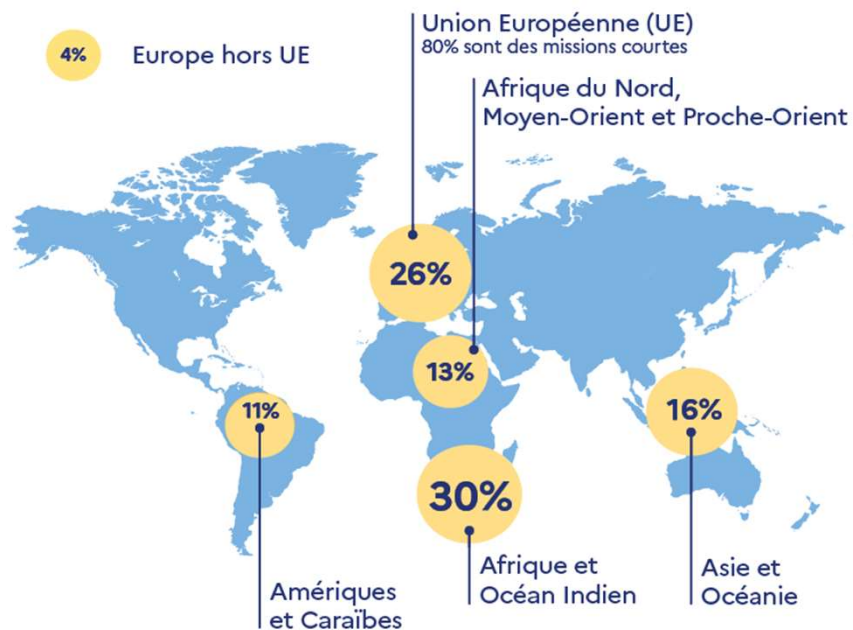 4%
Europe hors UE
Union Européenne (UE)
80% sont des missions courtes
Afrique du Nord,
Moyen-Orient et Proche-Orient
26%
13%
11%
16%
30%
Afrique et
Océan Indien
Asie et
Océanie
Amériques
et Caraïbes